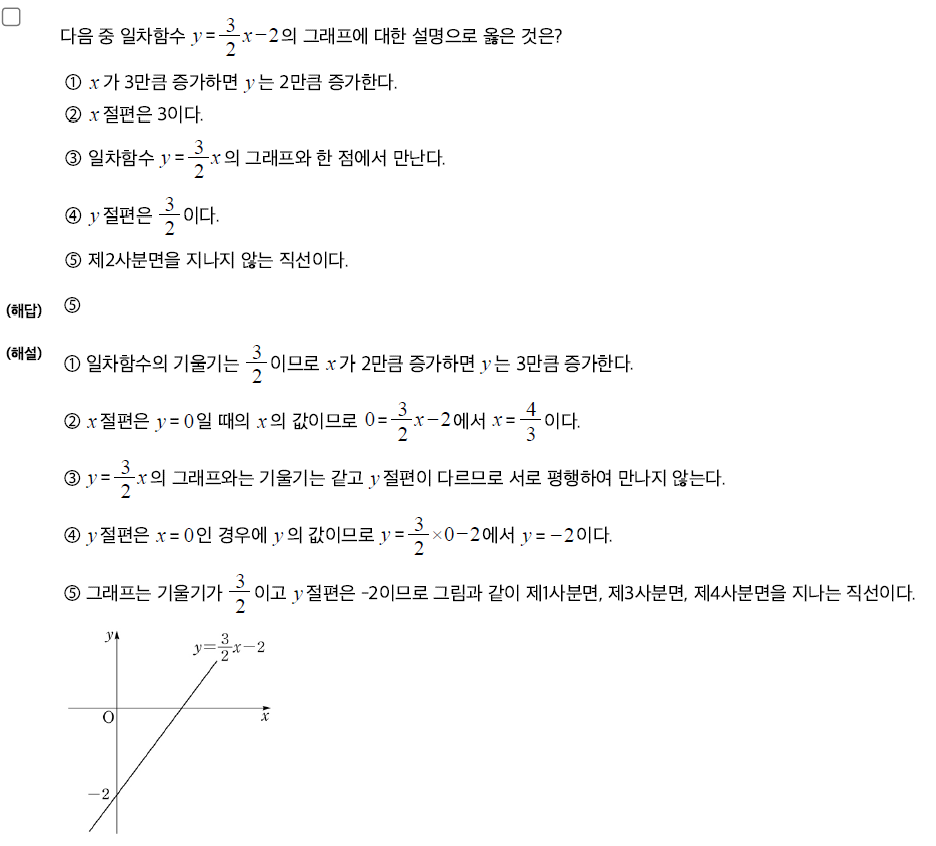 다음 중 일차함수 y=3/2x-2의 그래프에 대한 설명으로 옳은 것은?
① x가 3만큼 증가하면 y는 2만큼 증가한다.
② x절편은 3이다.
③ 일차함수 y=3/2x의 그래프와 한 점에서 만난다.
④ y절편은 3/2이다.
⑤ 제2사분면을 지나지 않는 직선이다.
(해답) ⑤
(해설) ① 일차함수의 기울기는 3/2이므로 x가 2만큼 증가하면 y는 3만큼 증가한다.
② x절편은 y=0일 때의 x의 값이므로 0=3/2x-2에서 x=4/3이다.
③ y=3/2x의 그래프와는 기울기는 같고 y절편이 다르므로 서로 평행하여 만나지 않는다.
④ y절편은 x=0인 경우에 y의 값이므로 y=3/2×0-2에서 y=-2이다.
⑤ 그래프는 기울기가 3/2이고 y절편은 -2이므로 그림과 같이 제1사분면, 제3사분면, 제4사분면을 지나는 직선이다.
y
y=3/2x-2
O
x
-2